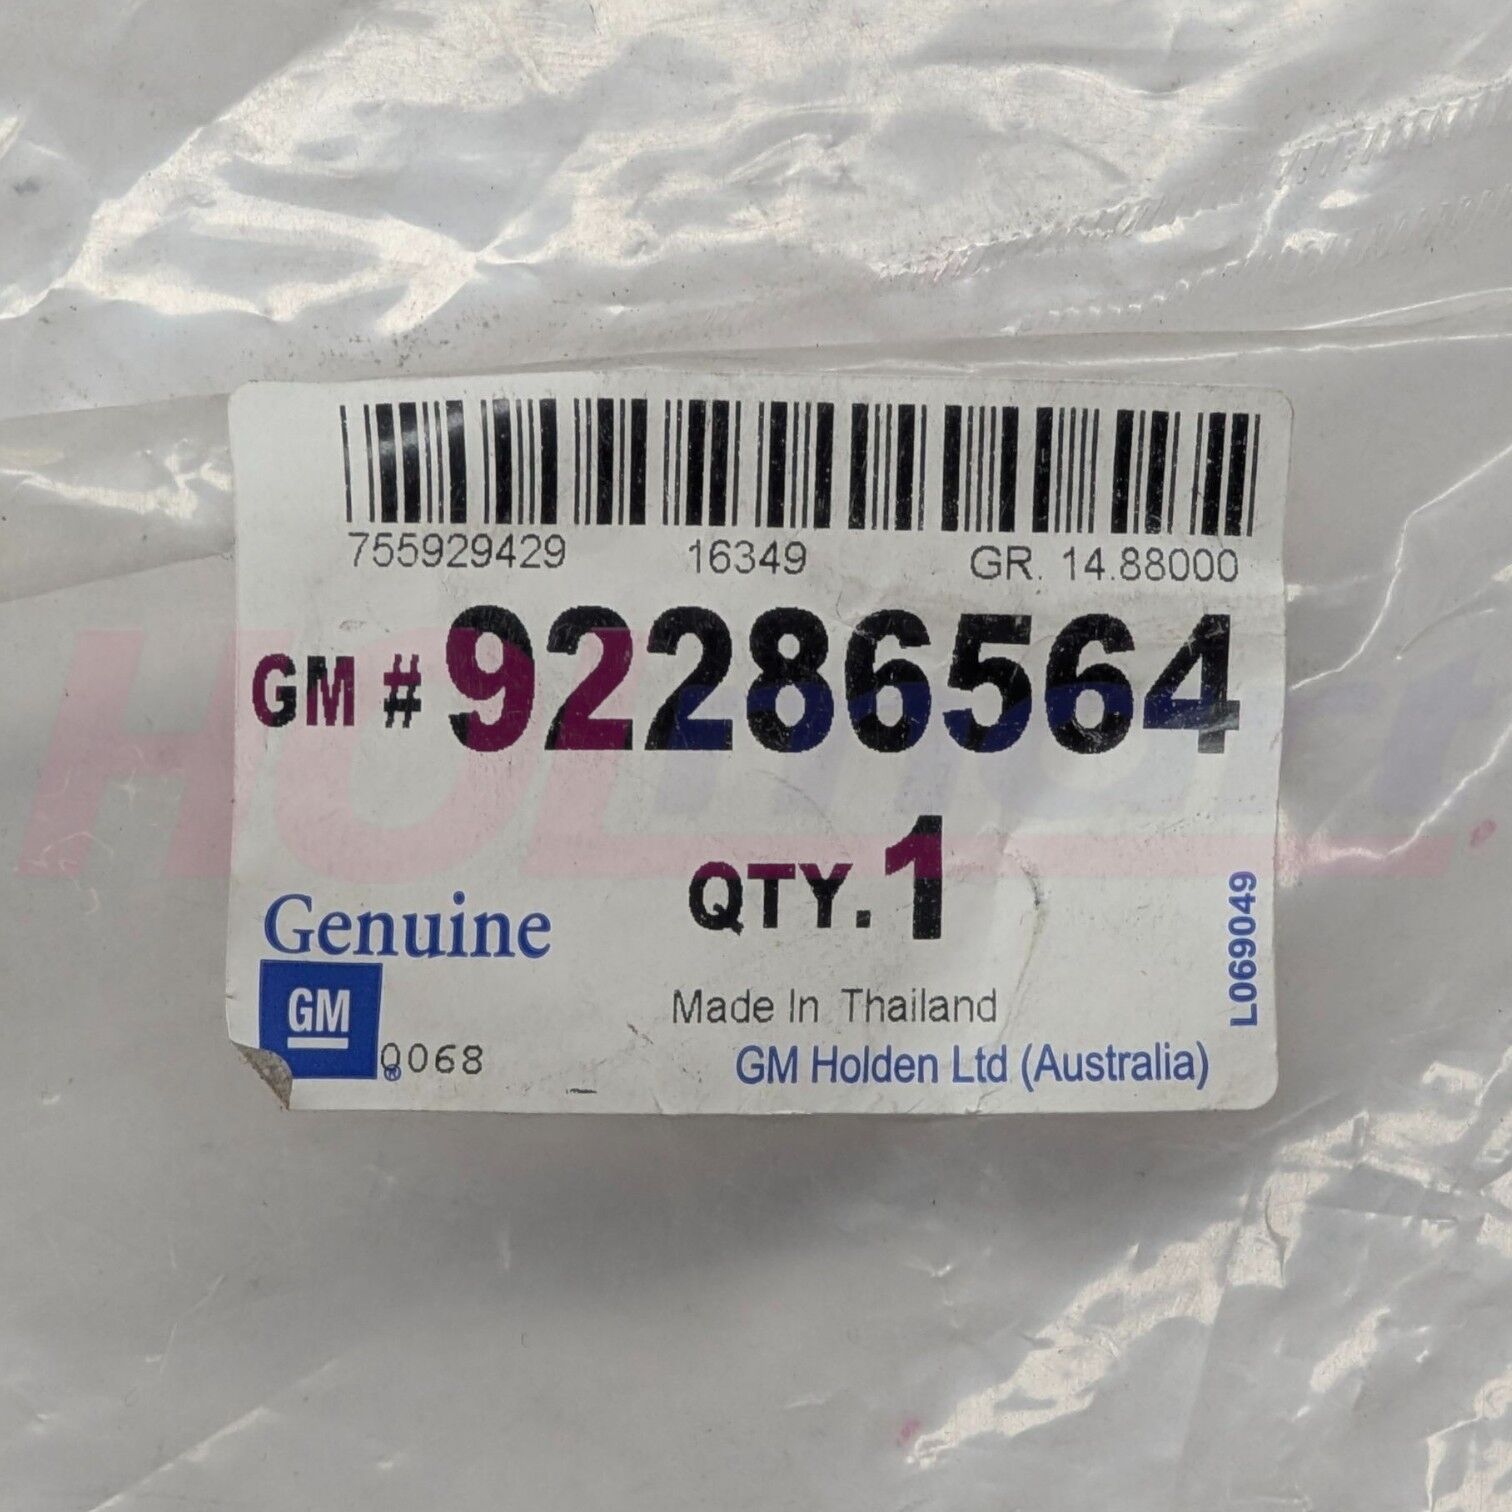 755929429 16349 GR. 14.88000
GM # 92286564
QTY. 1
Genuine
GM
®
0068
Made In Thailand
GM Holden Ltd (Australia)
L069049